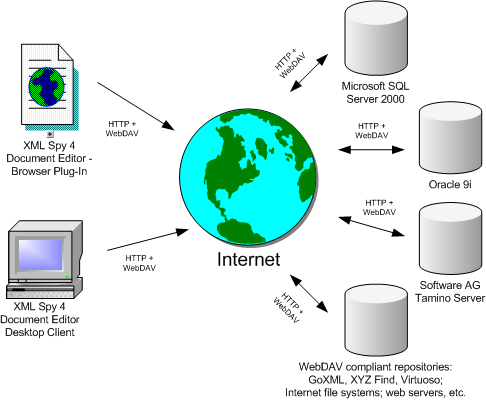 HTTP +
WebDAV
Microsoft SQL
Server 2000
HTTP +
WebDAV
XML Spy 4
Document Editor -
Browser Plug-In
HTTP +
WebDAV
Oracle 9i
HTTP +
WebDAV
Internet
HTTP +
WebDAV
Software AG
Tamino Server
XML Spy 4
Document Editor
Desktop Client
HTTP +
WebDAV
WebDAV compliant repositories:
GoXML, XYZ Find, Virtuoso;
Internet file systems; web servers, etc.